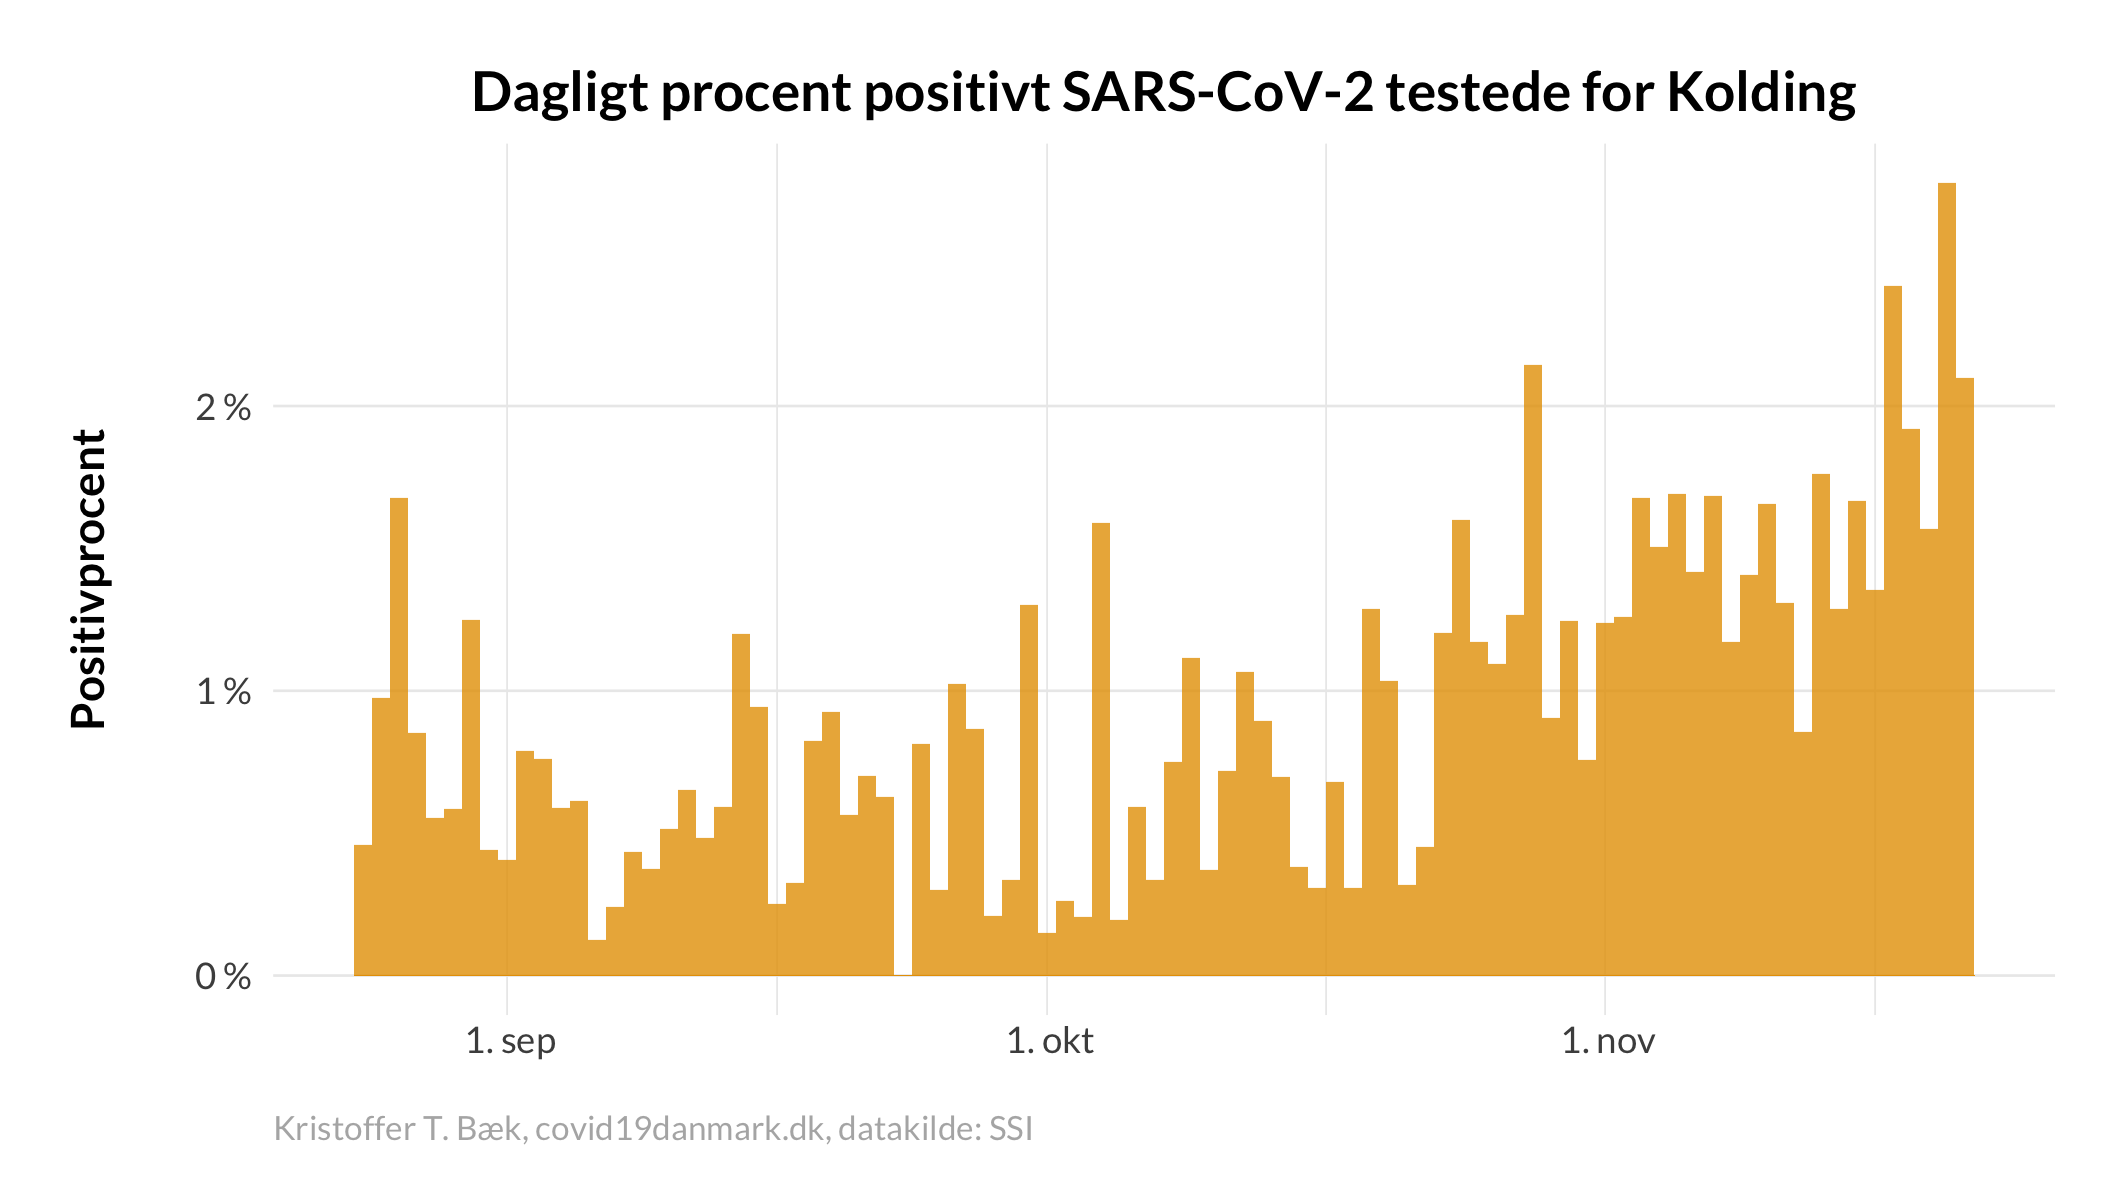 Dagligt procent positivt SARS-CoV-2 testede for Kolding
Positivprocent
2 %
1 %
0 %
1. sep
1. okt
1. nov
Kristoffer T. Bæk, covid19danmark.dk, datakilde: SSI